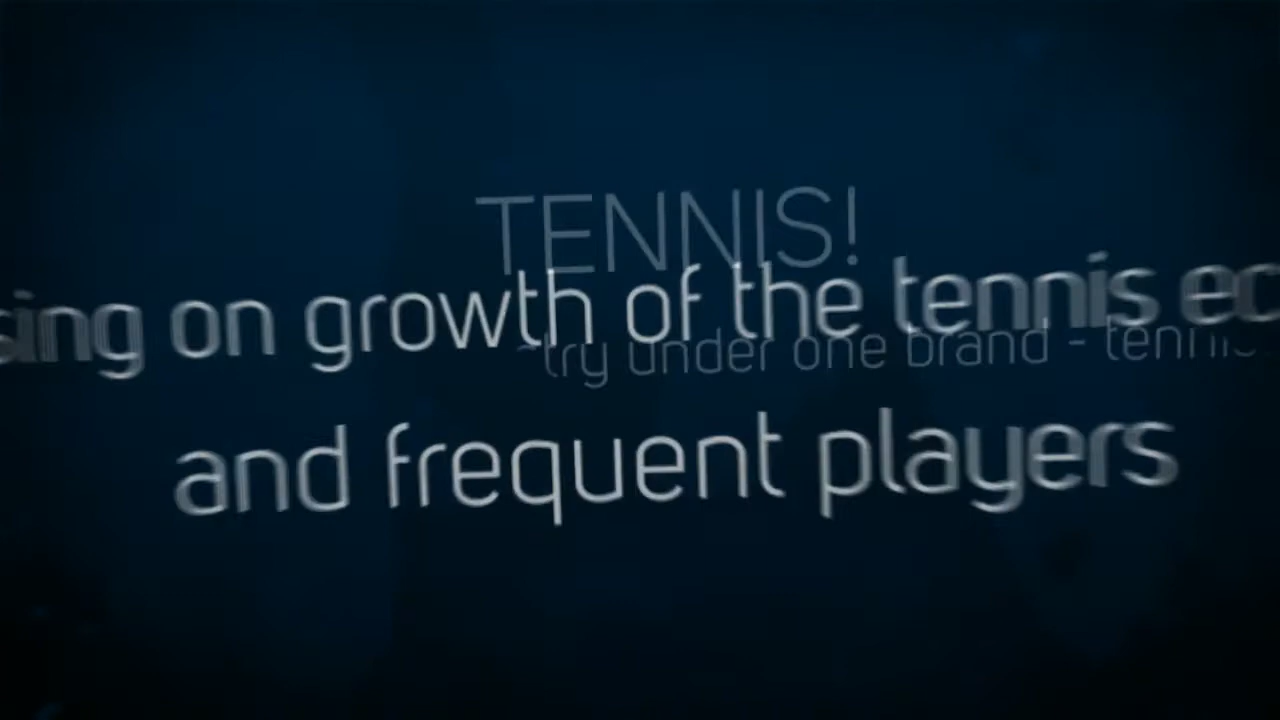 TENNIS!
sing on growth of the tennis ec
try under one brand - tennis
and frequent players